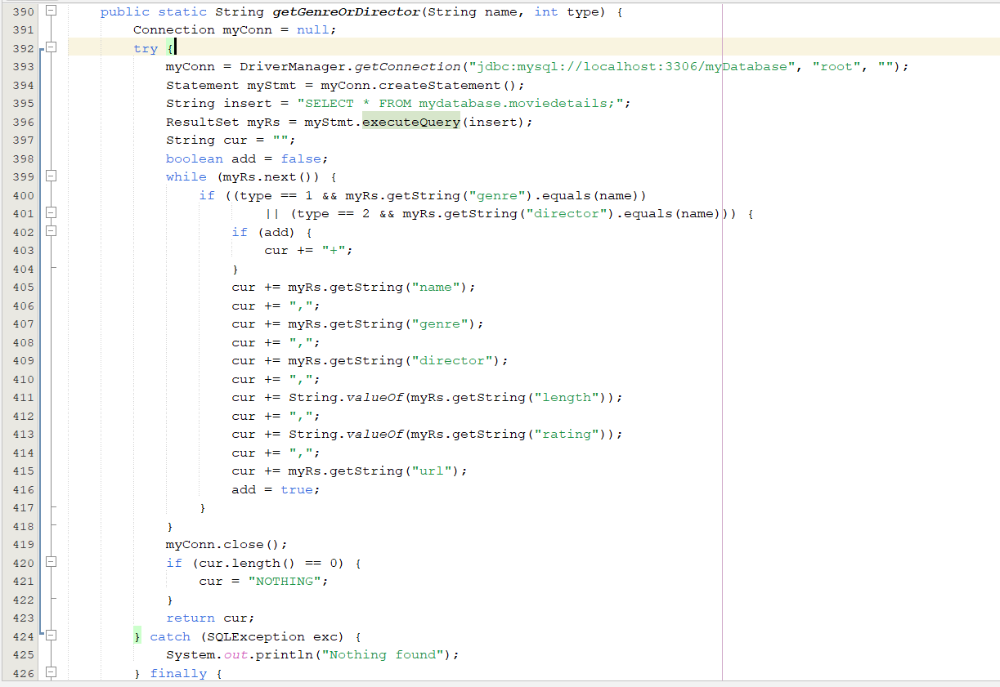 390 public static String getGenreOrDirector(String name, int type) {
391 Connection myConn = null;
392 try {
393 myConn = DriverManager.getConnection("jdbc:mysql://localhost:3306/myDatabase", "root", "");
394 Statement myStmt = myConn.createStatement();
395 String insert = "SELECT * FROM mydatabase.moviedetails;";
396 ResultSet myRs = myStmt.executeQuery(insert);
397 String cur = "";
398 boolean add = false;
399 while (myRs.next()) {
400 if ((type == 1 && myRs.getString("genre").equals(name))
401 || (type == 2 && myRs.getString("director").equals(name))) {
402 if (add) {
403 cur += "+";
404 }
405 cur += myRs.getString("name");
406 cur += ",";
407 cur += myRs.getString("genre");
408 cur += ",";
409 cur += myRs.getString("director");
410 cur += ",";
411 cur += String.valueOf(myRs.getString("length"));
412 cur += ",";
413 cur += String.valueOf(myRs.getString("rating"));
414 cur += ",";
415 cur += myRs.getString("url");
416 add = true;
417 }
418 }
419 myConn.close();
420 if (cur.length() == 0) {
421 cur = "NOTHING";
422 }
423 return cur;
424 } catch (SQLException exc) {
425 System.out.println("Nothing found");
426 } finally {